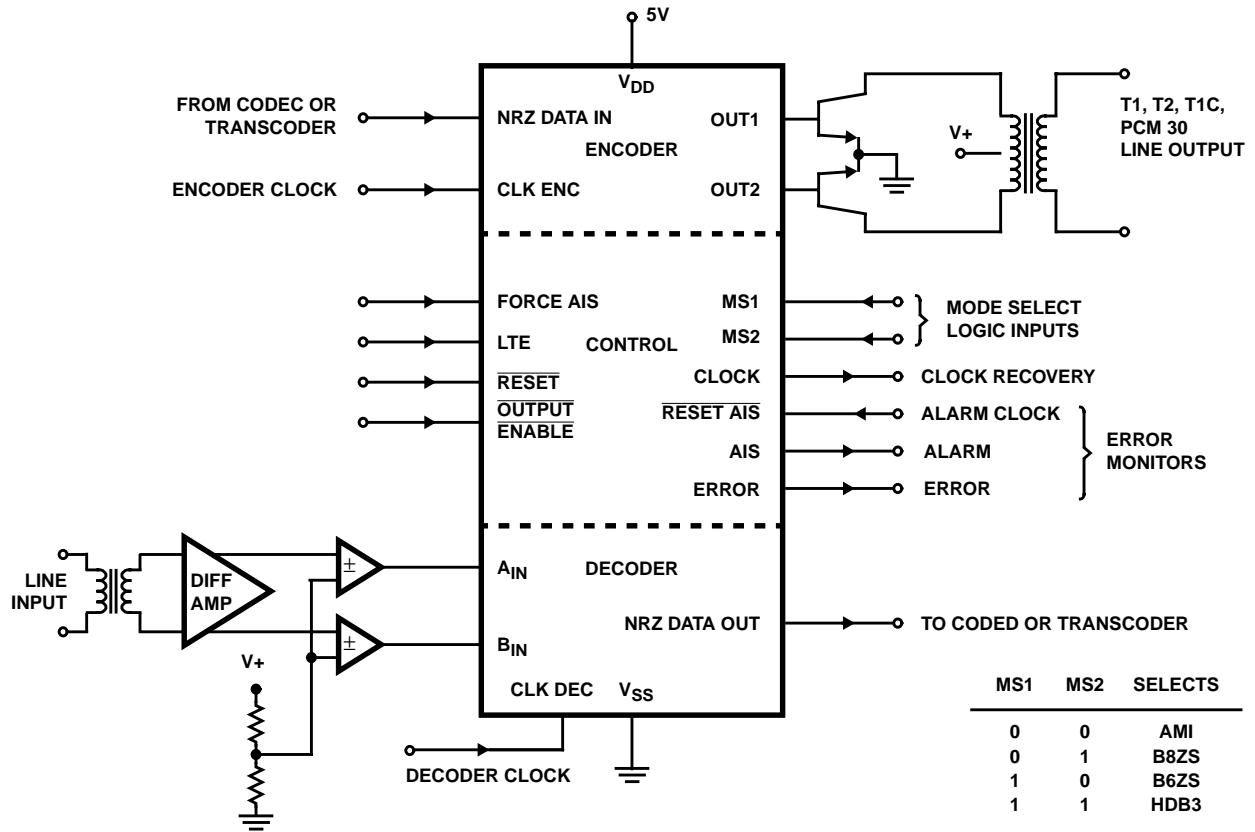 5V
VDD
FROM CODEC OR
TRANSCODER
NRZ DATA IN
ENCODER
ENCODER CLOCK
CLK ENC
OUT1
OUT2
V+
T1, T2, T1C,
PCM 30
LINE OUTPUT
FORCE AIS
LTE
RESET
OUTPUT
ENABLE
CONTROL
MS1
MS2
CLOCK
RESET AIS
AIS
ERROR
MODE SELECT
LOGIC INPUTS
CLOCK RECOVERY
ALARM CLOCK
ALARM
ERROR
ERROR
MONITORS
LINE
INPUT
DIFF
AMP
±
±
V+
AIN
DECODER
BIN
NRZ DATA OUT
TO CODED OR TRANSCODER
CLK DEC
VSS
DECODER CLOCK
MS1 MS2 SELECTS
0 0 AMI
0 1 B8ZS
1 0 B6ZS
1 1 HDB3